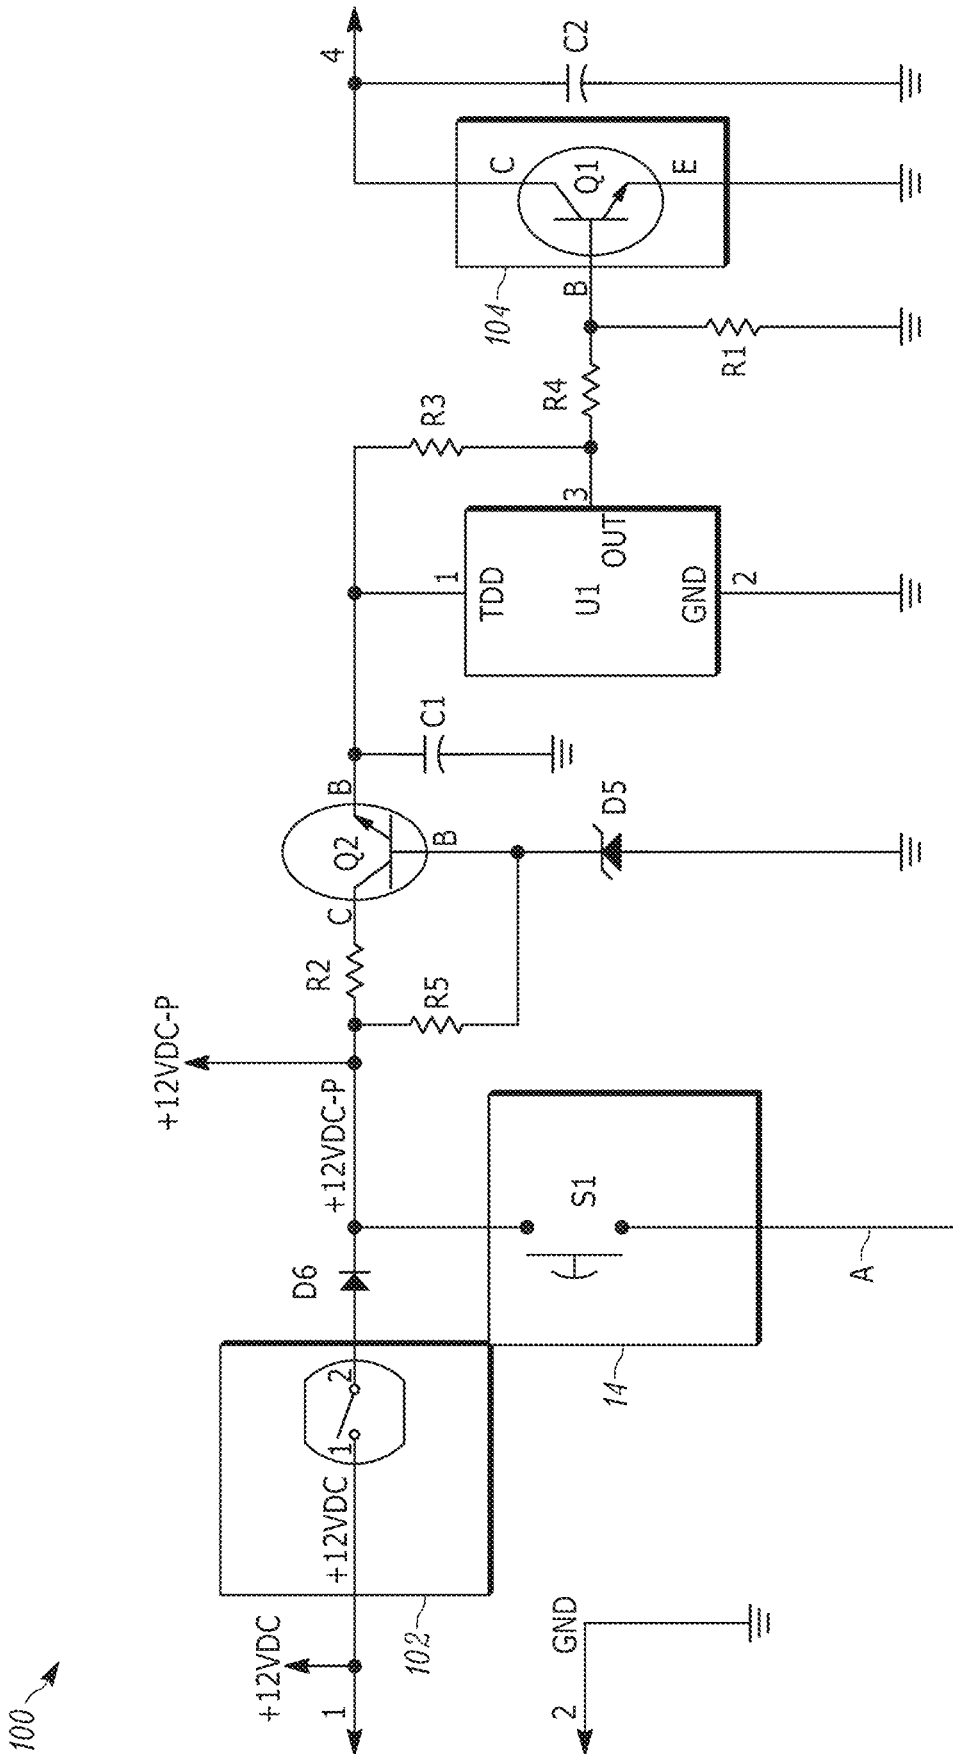 100
+12VDC
1
102
+12VDC
1
2
2
GND
D6
+12VDC-P
+12VDC-P
14
S1
A
R2
R5
C
Q2
B
B
D5
C1
1
TDD
U1
OUT
3
GND
2
R3
R4
R1
104
B
C
Q1
E
C2
4